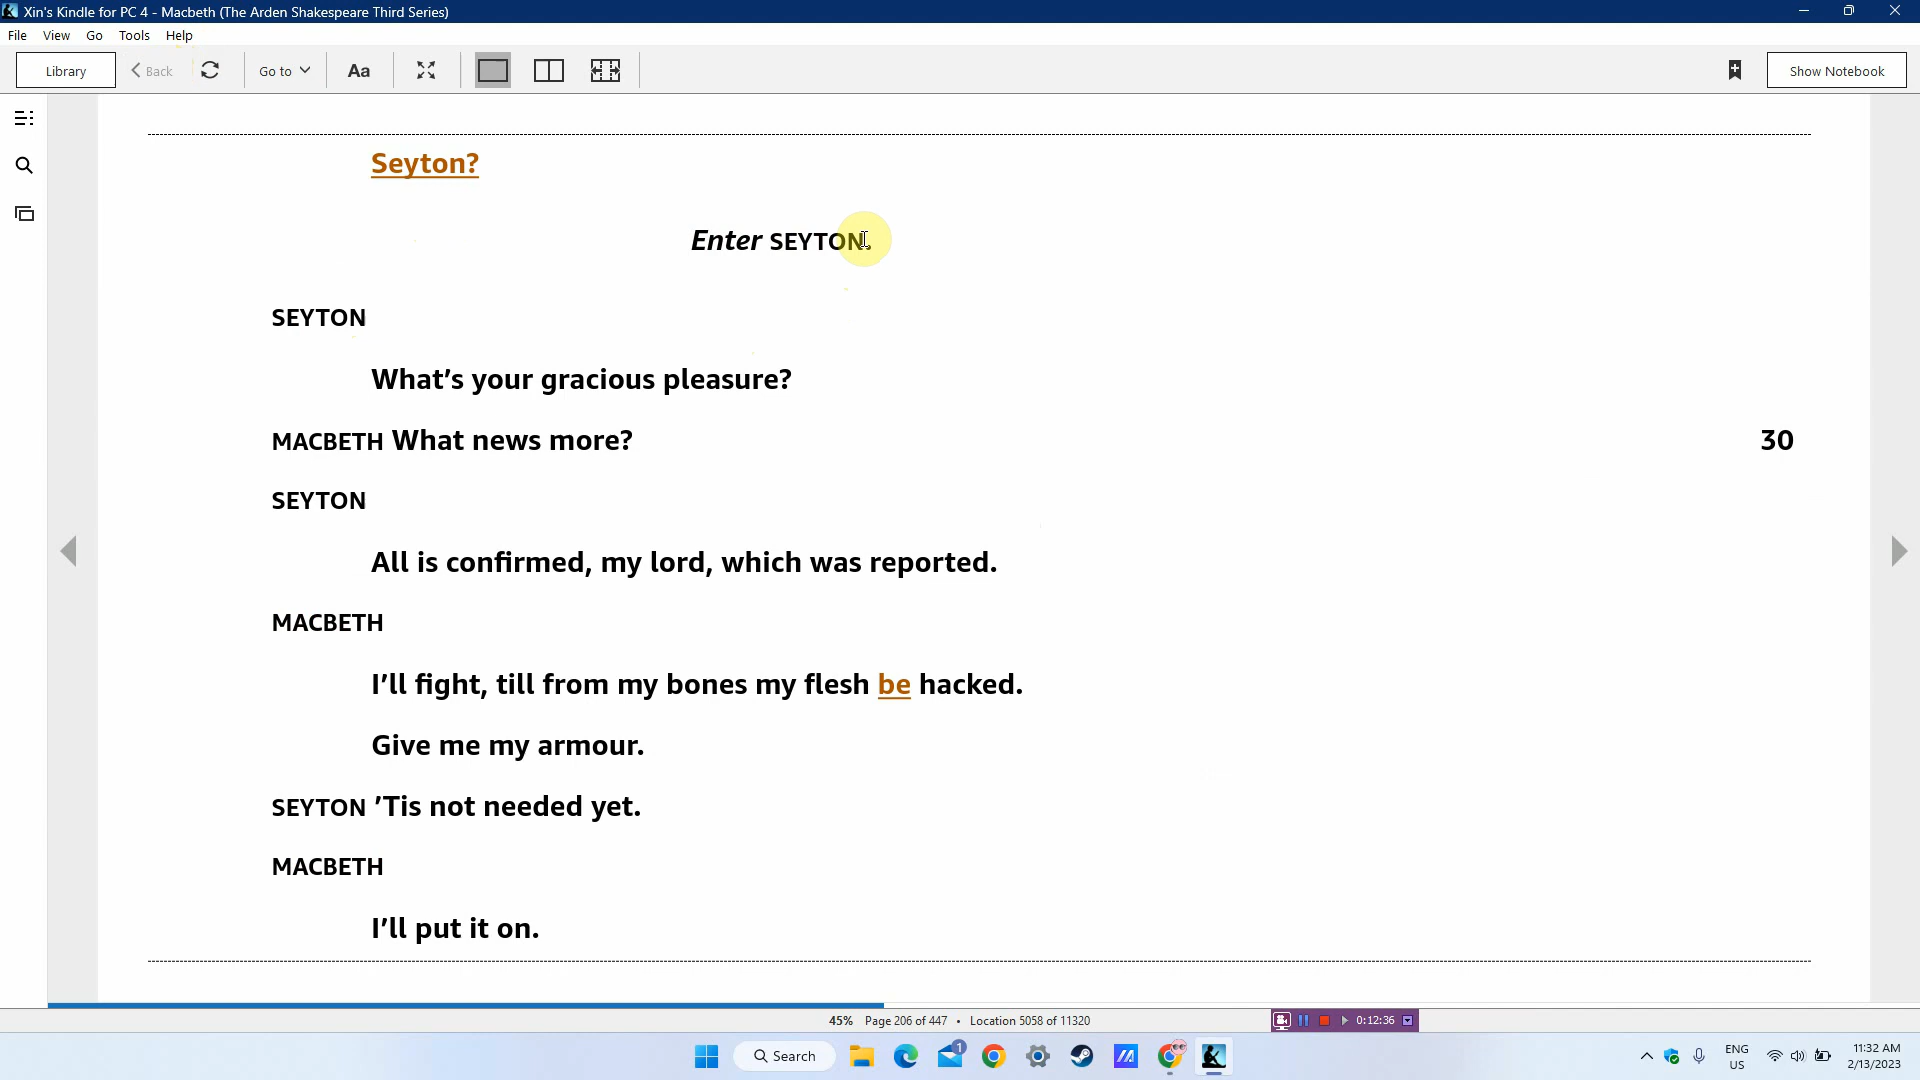 Xin's Kindle for PC 4 - Macbeth (The Arden Shakespeare Third Series)
File View Go Tools Help
Library Back Go to Aa Show Notebook
Seyton?
Enter SEYTON.
SEYTON
What’s your gracious pleasure?
MACBETH What news more? 30
SEYTON
All is confirmed, my lord, which was reported.
MACBETH
I’ll fight, till from my bones my flesh be hacked.
Give me my armour.
SEYTON ’Tis not needed yet.
MACBETH
I’ll put it on.
45% Page 206 of 447 • Location 5058 of 11320 0:12:36
Search 1 ENG US 11:32 AM
2/13/2023